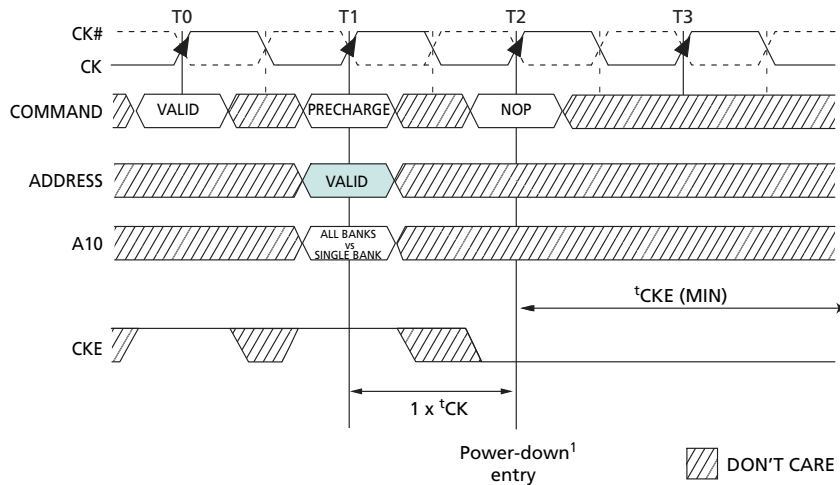 T0 T1 T2 T3
CK#
CK
COMMAND VALID PRECHARGE NOP
ADDRESS VALID
A10 ALL BANKS
vs
SINGLE BANK
tCKE (MIN)
CKE
1 x tCK
Power-down1
entry
DON'T CARE